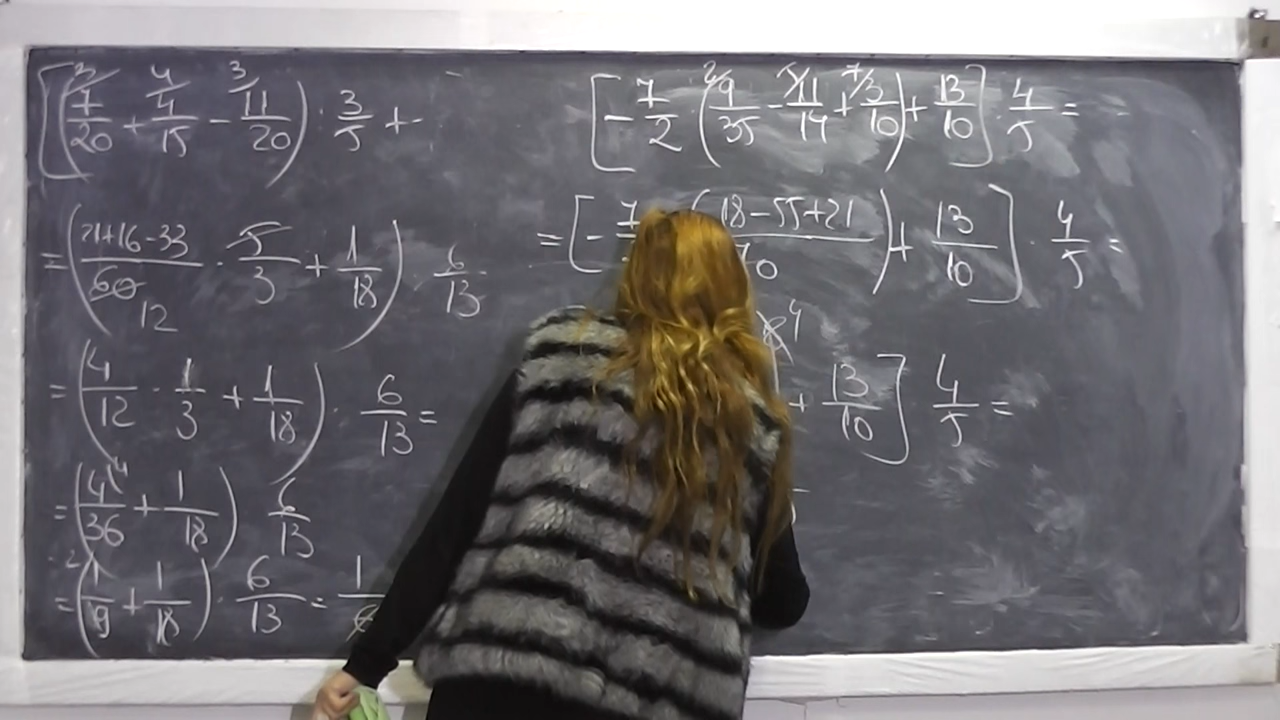 [(7/20 + 4/15 - 11/20) : 3/5 +
= ((21+16-33)/60 · 5/3 + 1/18) · 6/13
12
= (4/12 · 1/3 + 1/18) · 6/13 =
= (4/36 + 1/18) · 6/13
= (1/9 + 1/18) · 6/13 = 1/
[-7/2 · (9/35 - 11/14 + 3/10) + 13/10] · 4/5 =
= [-7/ (18-55+21)/70) + 13/10] · 4/5 =
4
+ 13/10] · 4/5 =